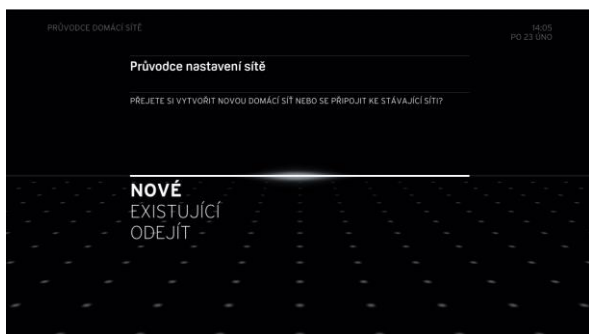 PRŮVODCE DOMÁCÍ SÍTĚ
14:05
PO 23 ÚNO
Průvodce nastavení sítě
PŘEJETE SI VYTVOŘIT NOVOU DOMÁCÍ SÍŤ NEBO SE PŘIPOJIT KE STÁVAJÍCÍ SÍTI?
NOVÉ
EXISTUJÍCÍ
ODEJÍT